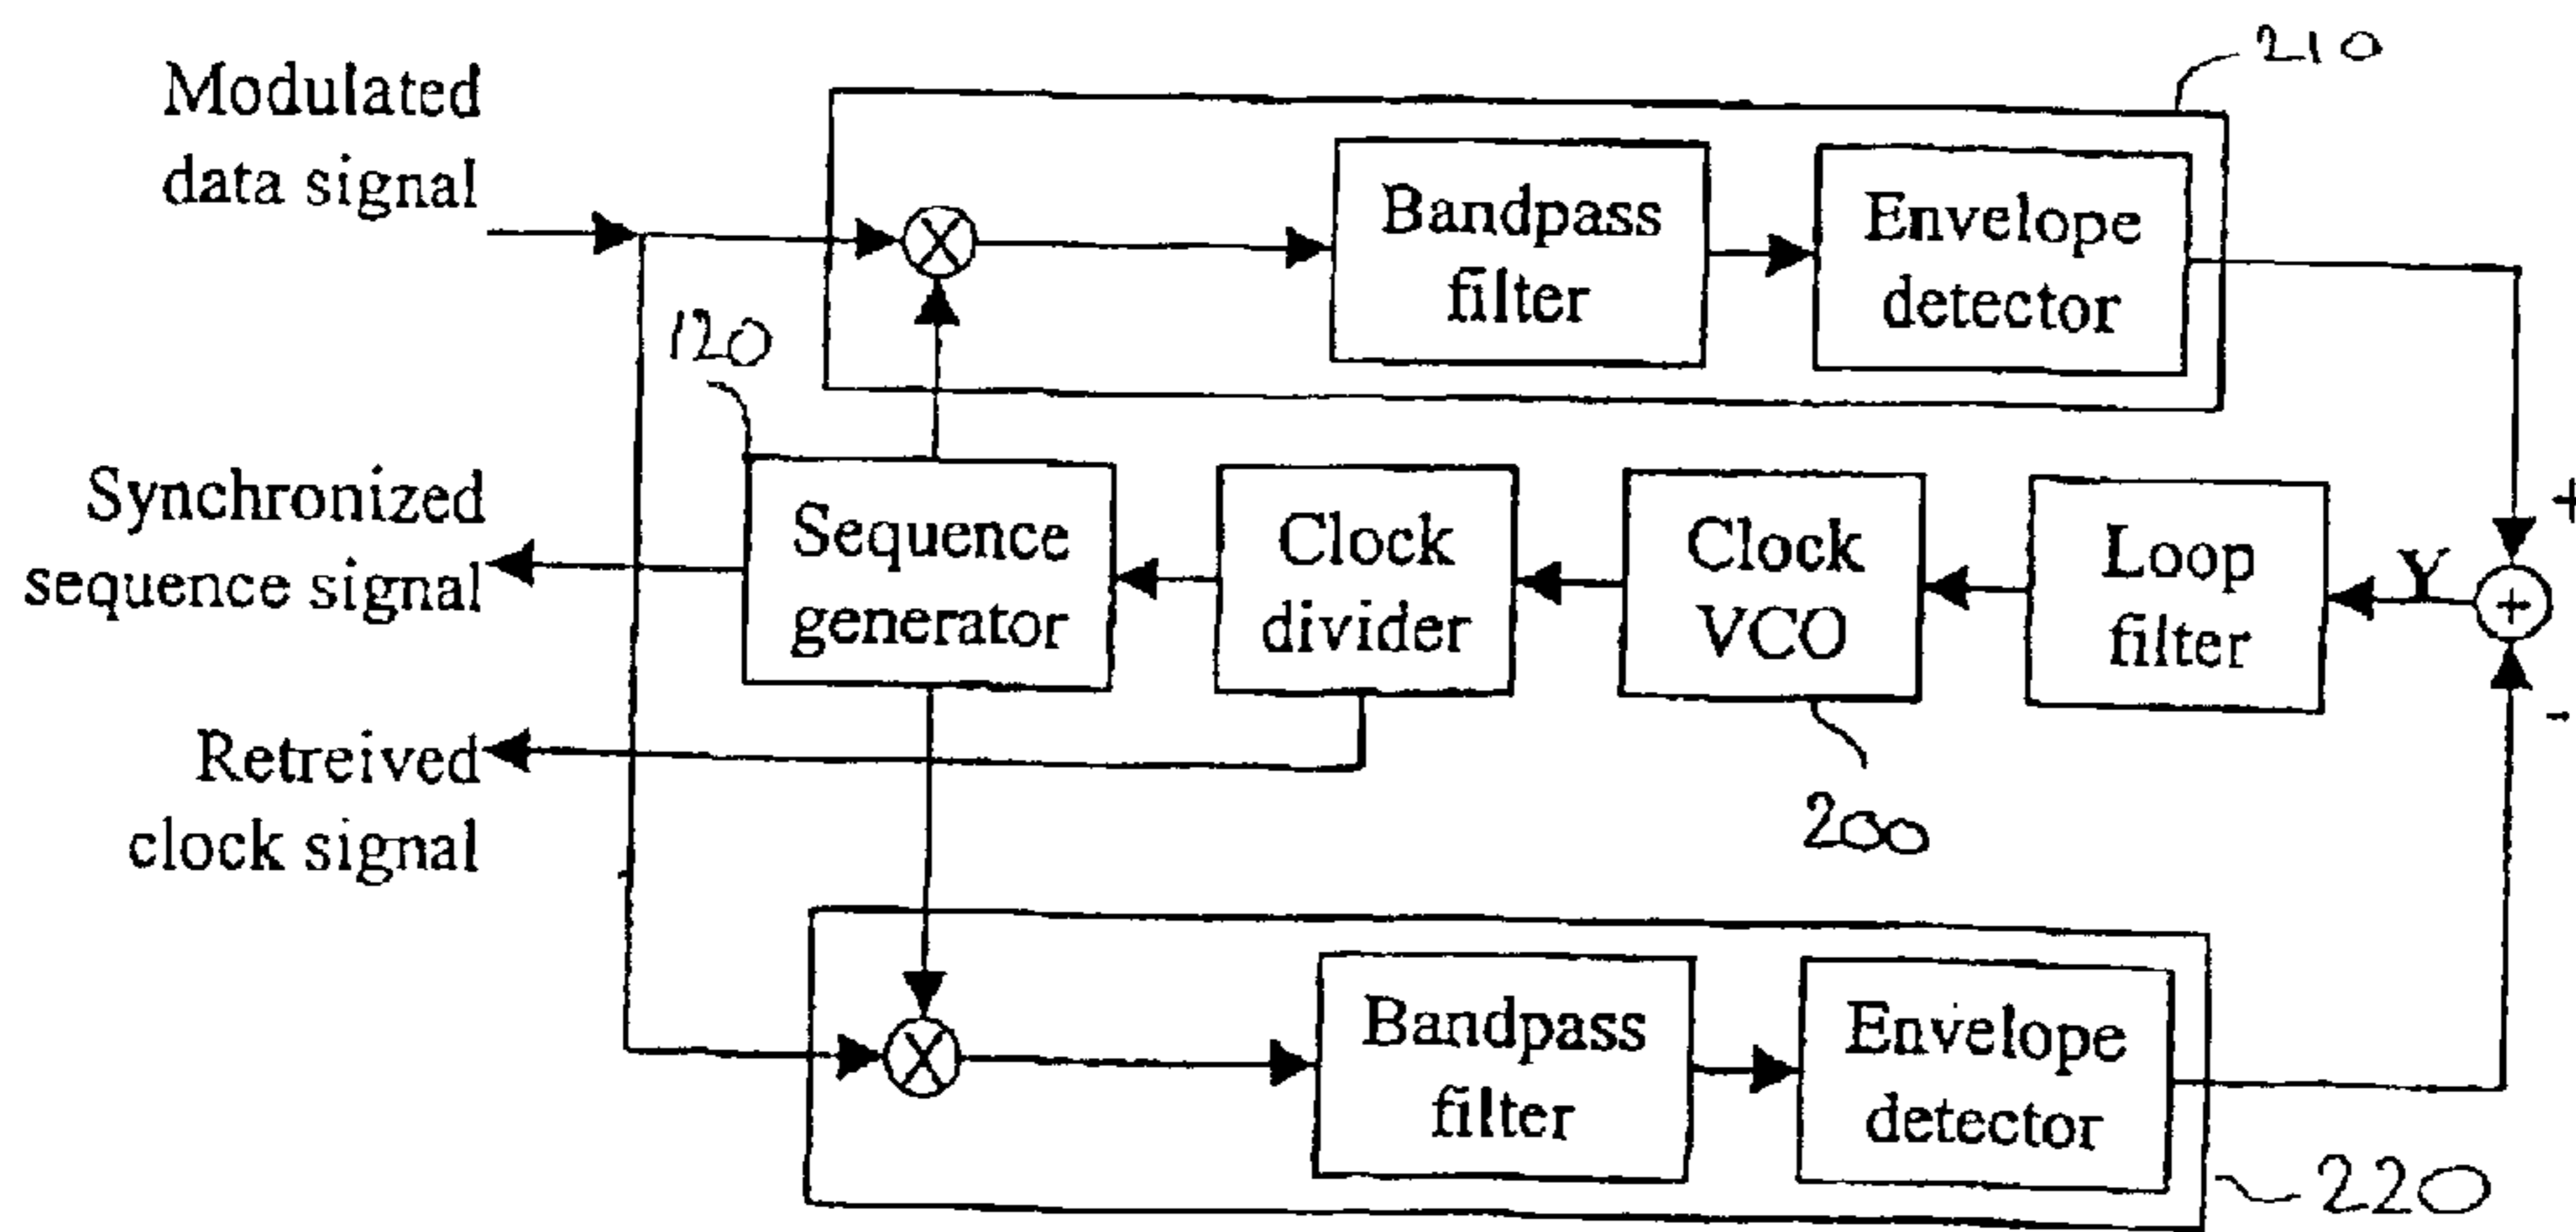 210
Modulated
data signal
Bandpass
filter
Envelope
detector
120
+
Synchronized
sequence signal
Sequence
generator
Clock
divider
Clock
VCO
Loop
filter
Y
+
-
Retreived
clock signal
200
Bandpass
filter
Envelope
detector
220